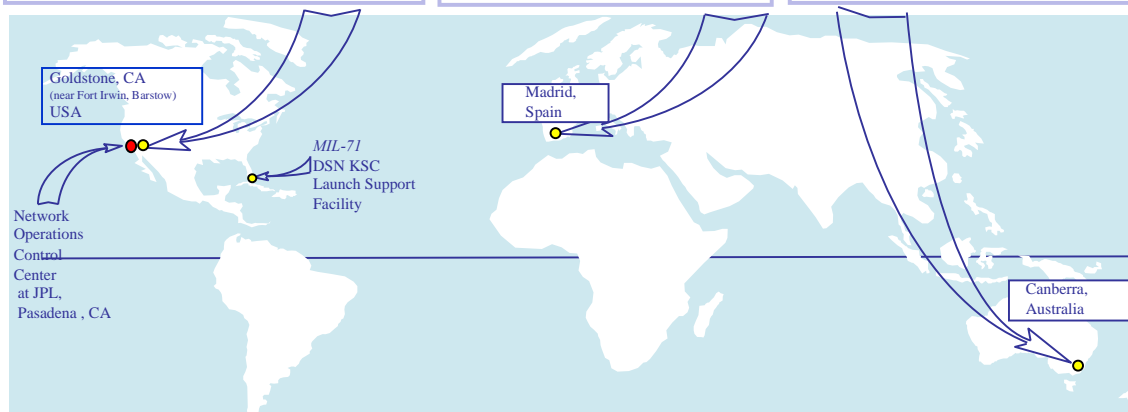 Goldstone, CA
(near Fort Irwin, Barstow)
USA
Madrid,
Spain
MIL-71
DSN KSC
Launch Support
Facility
Network
Operations
Control
Center
at JPL,
Pasadena , CA
Canberra,
Australia